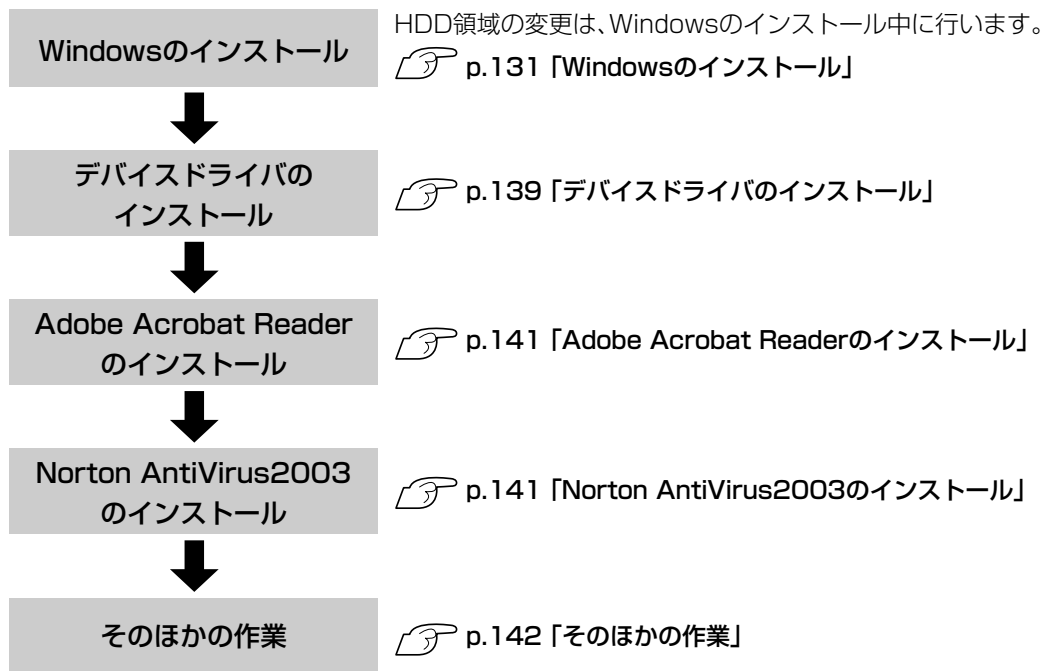 HDD領域の変更は、Windowsのインストール中に行います。
Windowsのインストール
p.131「Windowsのインストール」
デバイスドライバの
インストール
p.139「デバイスドライバのインストール」
Adobe Acrobat Reader
のインストール
p.141「Adobe Acrobat Readerのインストール」
Norton AntiVirus2003
のインストール
p.141「Norton AntiVirus2003のインストール」
そのほかの作業
p.142「そのほかの作業」